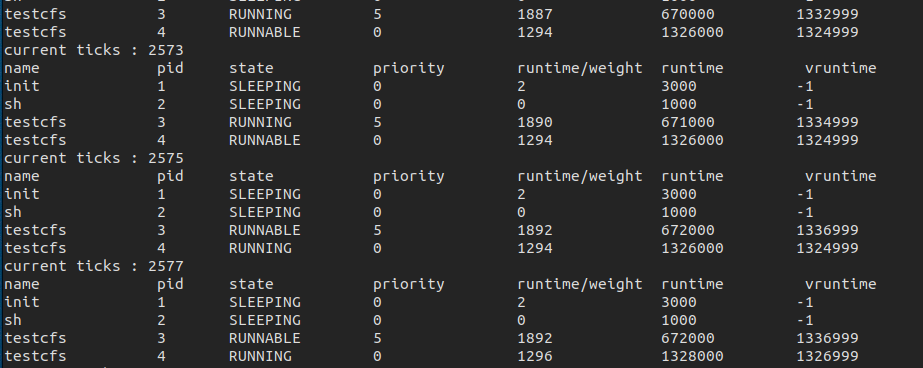 testcfs 3 RUNNING 5 1887 670000 1332999
testcfs 4 RUNNABLE 0 1294 1326000 1324999
current ticks : 2573
name pid state priority runtime/weight runtime vruntime
init 1 SLEEPING 0 2 3000 -1
sh 2 SLEEPING 0 0 1000 -1
testcfs 3 RUNNING 5 1890 671000 1334999
testcfs 4 RUNNABLE 0 1294 1326000 1324999
current ticks : 2575
name pid state priority runtime/weight runtime vruntime
init 1 SLEEPING 0 2 3000 -1
sh 2 SLEEPING 0 0 1000 -1
testcfs 3 RUNNABLE 5 1892 672000 1336999
testcfs 4 RUNNING 0 1294 1326000 1324999
current ticks : 2577
name pid state priority runtime/weight runtime vruntime
init 1 SLEEPING 0 2 3000 -1
sh 2 SLEEPING 0 0 1000 -1
testcfs 3 RUNNABLE 5 1892 672000 1336999
testcfs 4 RUNNING 0 1296 1328000 1326999